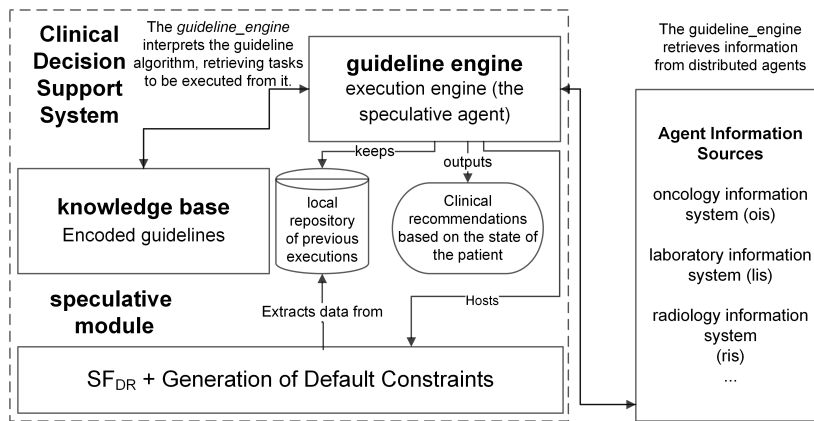 Clinical
Decision
Support
System
The guideline_engine
interprets the guideline
algorithm, retrieving tasks
to be executed from it.
guideline engine
execution engine (the
speculative agent)
The guideline_engine
retrieves information
from distributed agents
keeps
outputs
knowledge base
Encoded guidelines
local
repository
of previous
executions
Clinical
recommendations
based on the state of
the patient
Agent Information
Sources
oncology information
system (ois)
laboratory information
system (lis)
radiology information
system
(ris)
...
speculative
module
Extracts data from
Hosts
SFDR + Generation of Default Constraints